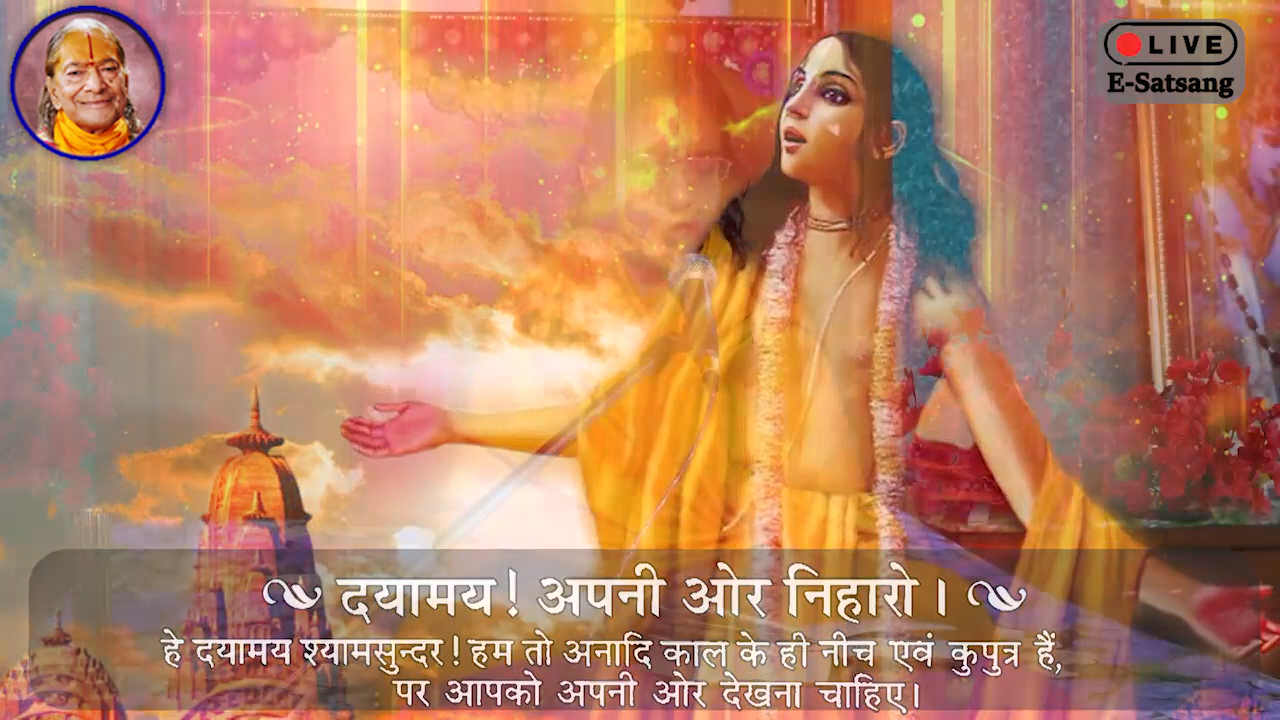 LIVE
E-Satsang
दयामय! अपनी ओर निहारो।
हे दयामय श्यामसुन्दर! हम तो अनादि काल के ही नीच एवं कुपुत्र हैं,
पर आपको अपनी ओर देखना चाहिए।